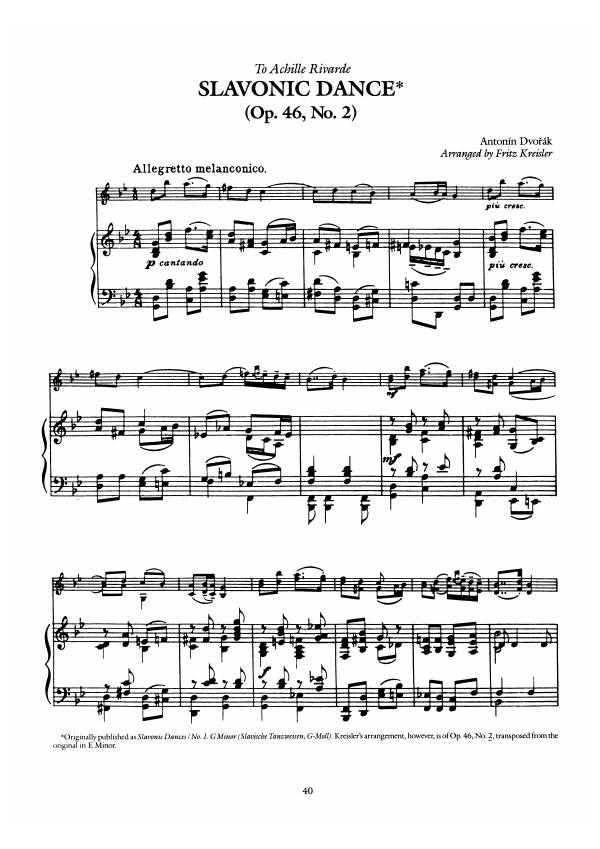 To Achille Rivarde
SLAVONIC DANCE*
(Op. 46, No. 2)
Antonín Dvořák
Arranged by Fritz Kreisler
Allegretto melanconico.
più cresc.
p cantando
più cresc.
mf
mf
*Originally published as Slavonic Dances / No. 1. G Minor (Slavische Tanzweisen, G-Moll). Kreisler's arrangement, however, is of Op. 46, No. 2, transposed from the
original in E Minor.
40